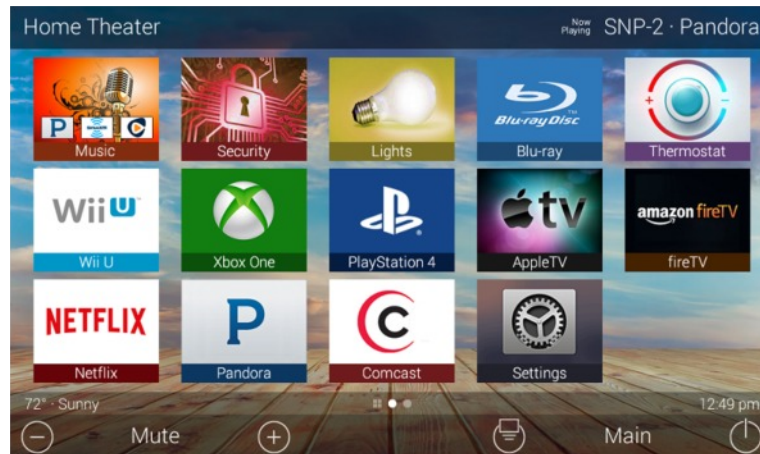 Home Theater
Now Playing
SNP-2 · Pandora
P
Music
Security
Lights
Blu-ray Disc™
Blu-ray
+ −
Thermostat
Wii U
Wii U
Xbox One
PlayStation 4
tv
AppleTV
amazon fireTV
fireTV
NETFLIX
Netflix
P
Pandora
C
Comcast
Settings
72° · Sunny
12:49 pm
−
Mute
+
Main